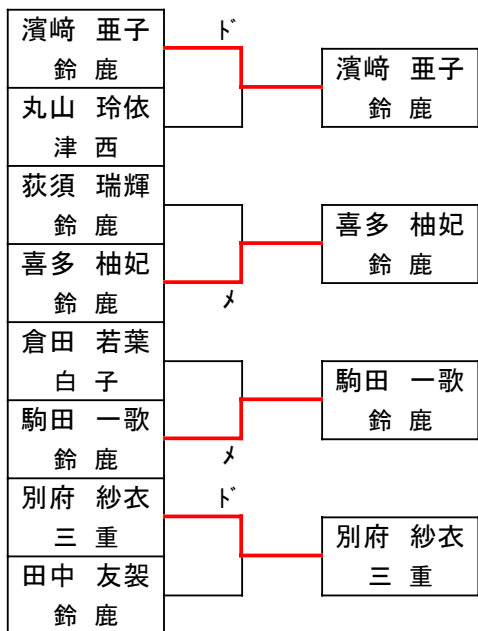 濱﨑 亜子
鈴 鹿
丸山 玲依
津 西
荻須 瑞輝
鈴 鹿
喜多 柚妃
鈴 鹿
倉田 若葉
白 子
駒田 一歌
鈴 鹿
別府 紗衣
三 重
田中 友袈
鈴 鹿
ﾄﾞ
ﾒ
ﾒ
ﾄﾞ
濱﨑 亜子
鈴 鹿
喜多 柚妃
鈴 鹿
駒田 一歌
鈴 鹿
別府 紗衣
三 重